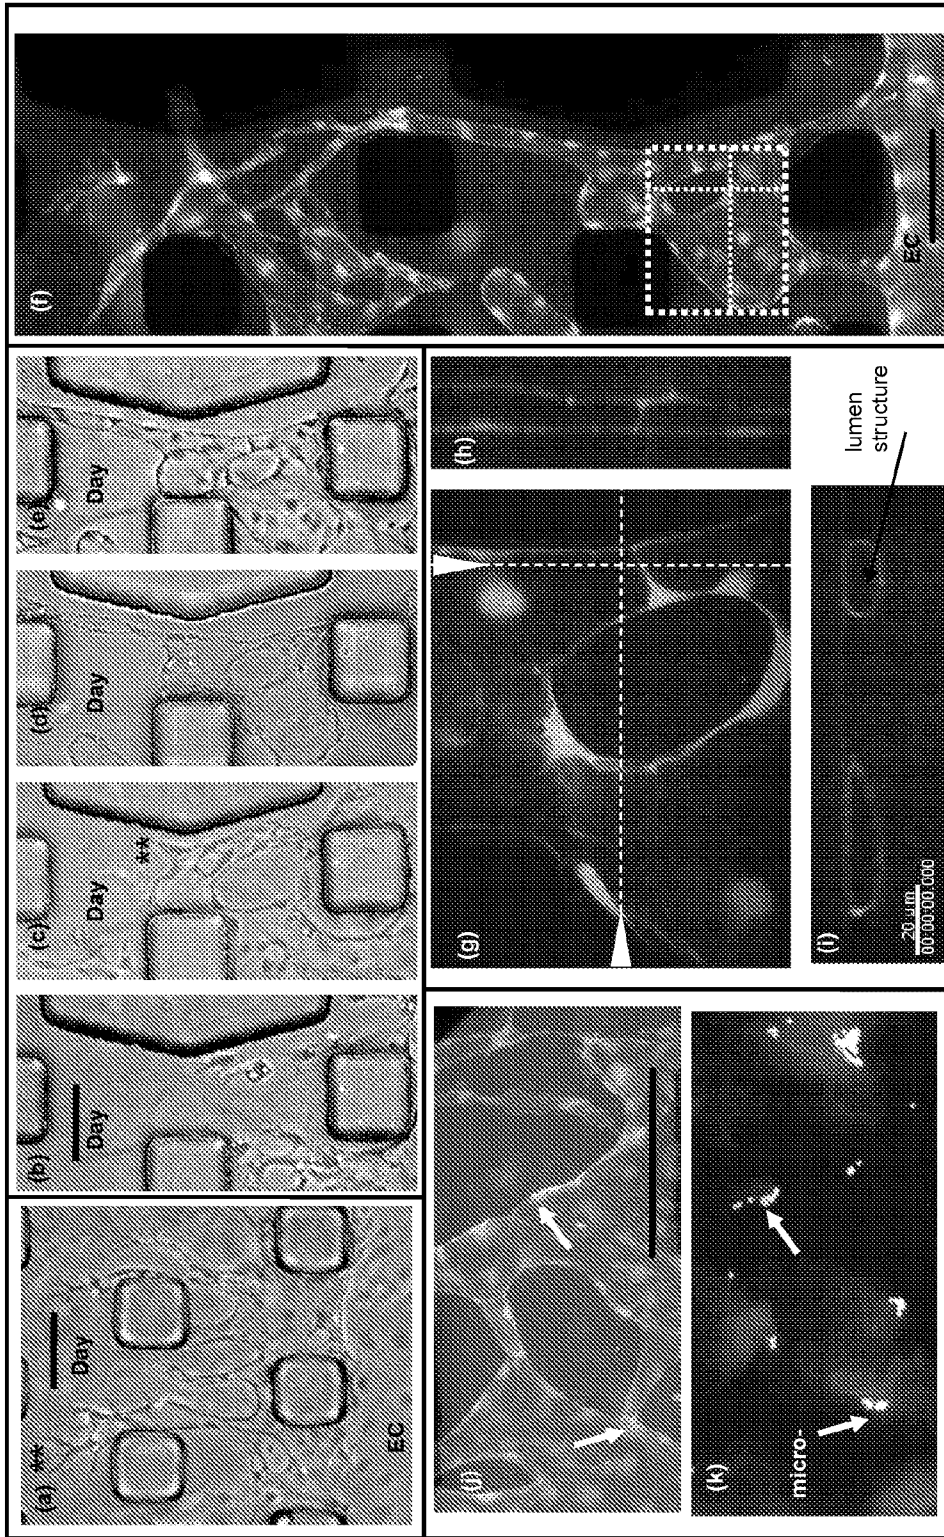 (a)
**
Day
EC
(b)
Day
(c)
Day
**
(d)
Day
(e)
Day
(f)
EC
(g)
(h)
(i)
20 µm
00:00:00.000
lumen
structure
(j)
(k)
micro-